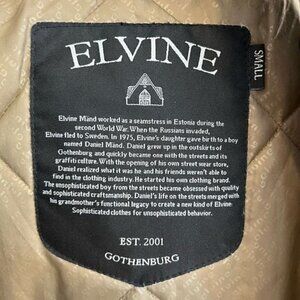 ELVINE
SMALL
Elvine Mänd worked as a seamstress in Estonia during the
second World War. When the Russians invaded,
Elvine fled to Sweden. In 1975, Elvine's daughter gave birth to a boy
named Daniel Mänd. Daniel grew up in the outskirts of
Gothenburg and quickly became one with the streets and its
graffiti culture. With the opening of his own street wear store,
Daniel realized what it was he and his friends weren't able to
find in the clothing industry. He started his own clothing brand.
The unsophisticated boy from the streets became obsessed with quality
and sophisticated craftsmanship. Daniel's life on the streets merged with
his grandmother's functional legacy to create a new kind of Elvine:
Sophisticated clothes for unsophisticated behavior.
EST. 2001
GOTHENBURG